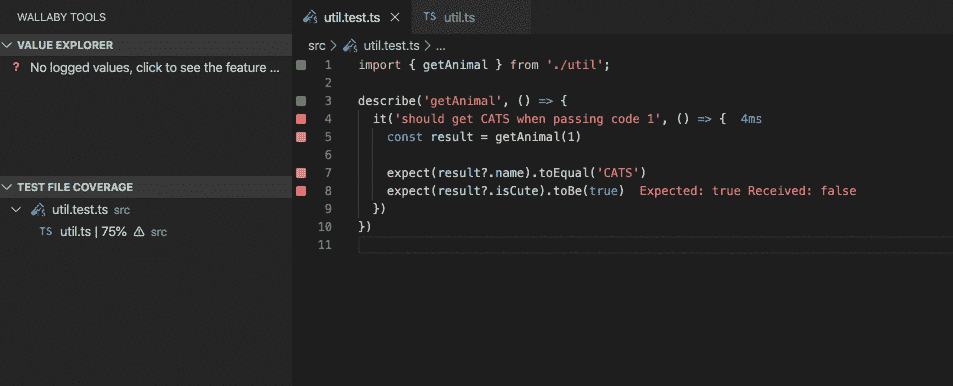 WALLABY TOOLS
VALUE EXPLORER
? No logged values, click to see the feature ...
TEST FILE COVERAGE
util.test.ts src
TS util.ts | 75% ⚠ src
util.test.ts ×
TS util.ts
src > util.test.ts > ...
1 import { getAnimal } from './util';
2
3 describe('getAnimal', () => {
4 it('should get CATS when passing code 1', () => { 4ms
5 const result = getAnimal(1)
6
7 expect(result?.name).toEqual('CATS')
8 expect(result?.isCute).toBe(true) Expected: true Received: false
9 })
10 })
11